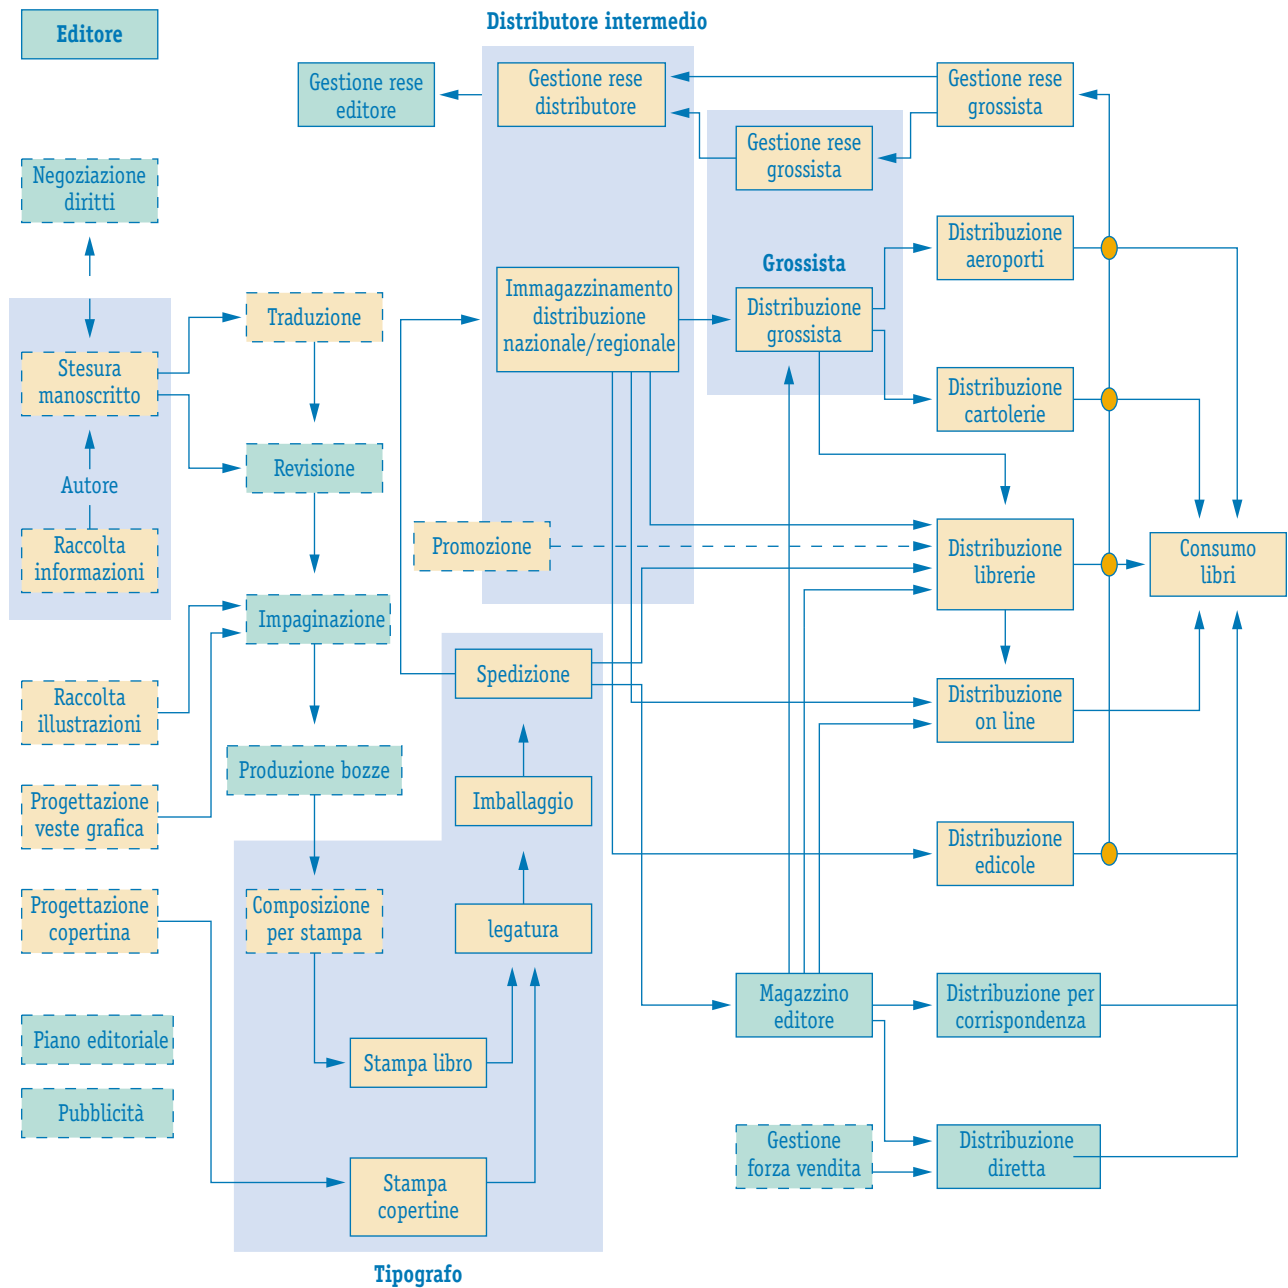 Editore
Distributore intermedio
Gestione rese
editore
Gestione rese
distributore
Gestione rese
grossista
Gestione rese
grossista
Negoziazione
diritti
Distribuzione
aeroporti
Grossista
Immagazzinamento
distribuzione
nazionale/regionale
Distribuzione
grossista
Traduzione
Stesura
manoscritto
Distribuzione
cartolerie
Revisione
Autore
Raccolta
informazioni
Promozione
Distribuzione
librerie
Consumo
libri
Impaginazione
Spedizione
Raccolta
illustrazioni
Distribuzione
on line
Produzione bozze
Imballaggio
Progettazione
veste grafica
Distribuzione
edicole
Progettazione
copertina
Composizione
per stampa
legatura
Magazzino
editore
Distribuzione per
corrispondenza
Piano editoriale
Stampa libro
Pubblicità
Gestione
forza vendita
Distribuzione
diretta
Stampa
copertine
Tipografo